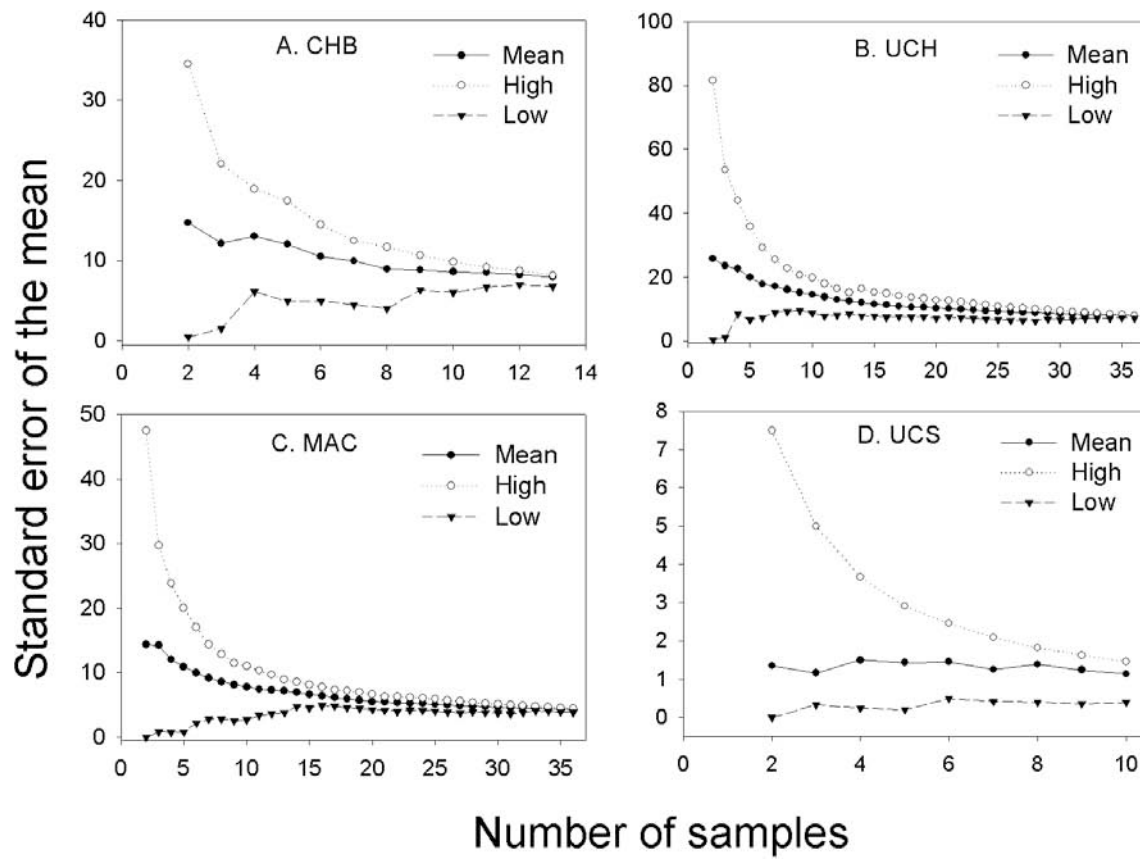 Standard error of the mean
A. CHB
Mean
High
Low
40
30
20
10
0
0 2 4 6 8 10 12 14
B. UCH
Mean
High
Low
100
80
60
40
20
0
0 5 10 15 20 25 30 35
C. MAC
Mean
High
Low
50
40
30
20
10
0
0 5 10 15 20 25 30 35
D. UCS
Mean
High
Low
8
7
6
5
4
3
2
1
0
0 2 4 6 8 10
Number of samples